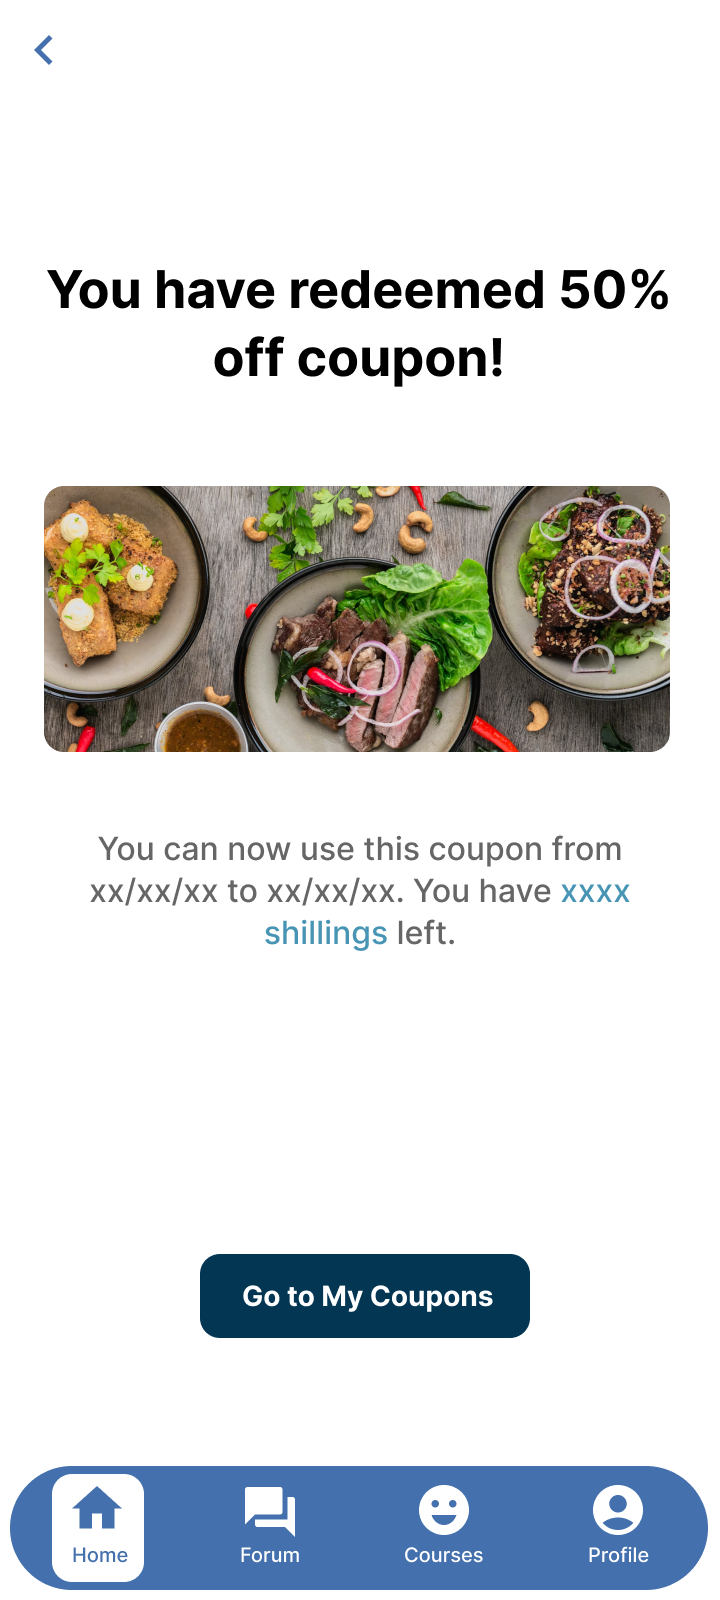 You have redeemed 50%
off coupon!
You can now use this coupon from
xx/xx/xx to xx/xx/xx. You have xxxx
shillings left.
Go to My Coupons
Home
Forum
Courses
Profile